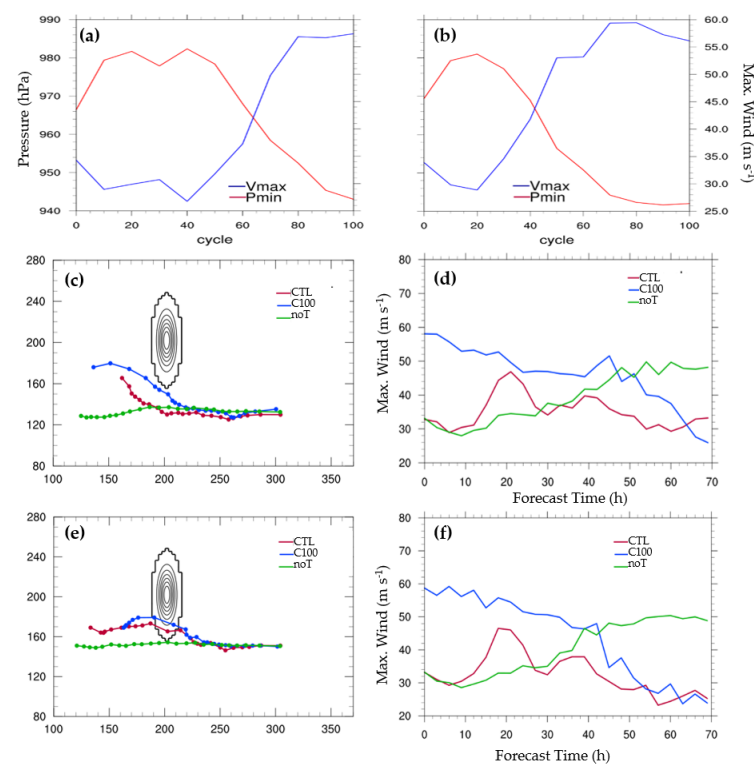 990
980
970
960
950
940
Pressure (hPa)
(a)
Vmax
Pmin
0
20
40
60
80
100
cycle
(b)
Vmax
Pmin
0
20
40
60
80
100
cycle
60.0
55.0
50.0
45.0
40.0
35.0
30.0
25.0
Max. Wind (m s-1)
280
240
200
160
120
80
(c)
CTL
C100
noT
100
150
200
250
300
350
80
70
60
50
40
30
20
Max. Wind (m s-1)
(d)
CTL
C100
noT
0
10
20
30
40
50
60
70
Forecast Time (h)
280
240
200
160
120
80
(e)
CTL
C100
noT
100
150
200
250
300
350
80
70
60
50
40
30
20
Max. Wind (m s-1)
(f)
CTL
C100
noT
0
10
20
30
40
50
60
70
Forecast Time (h)